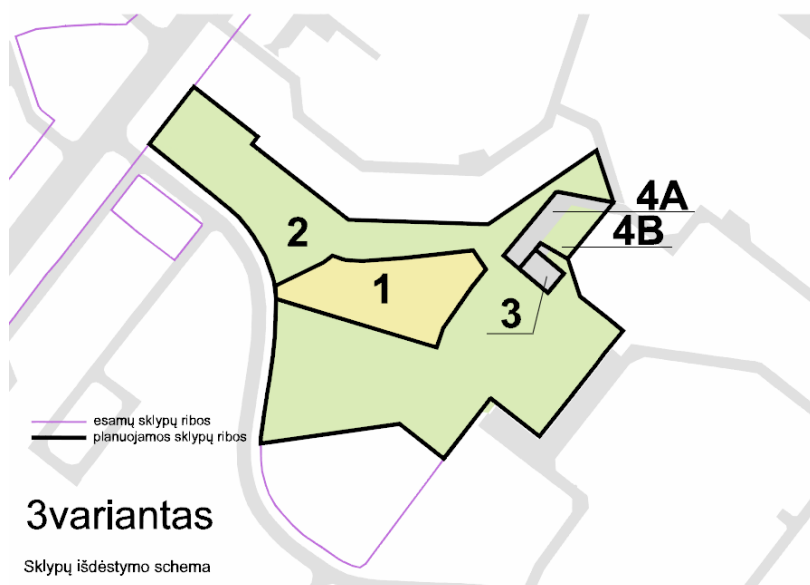 4A
4B
2
1
3
esamų sklypų ribos
planuojamos sklypų ribos
3variantas
Sklypų išdėstymo schema